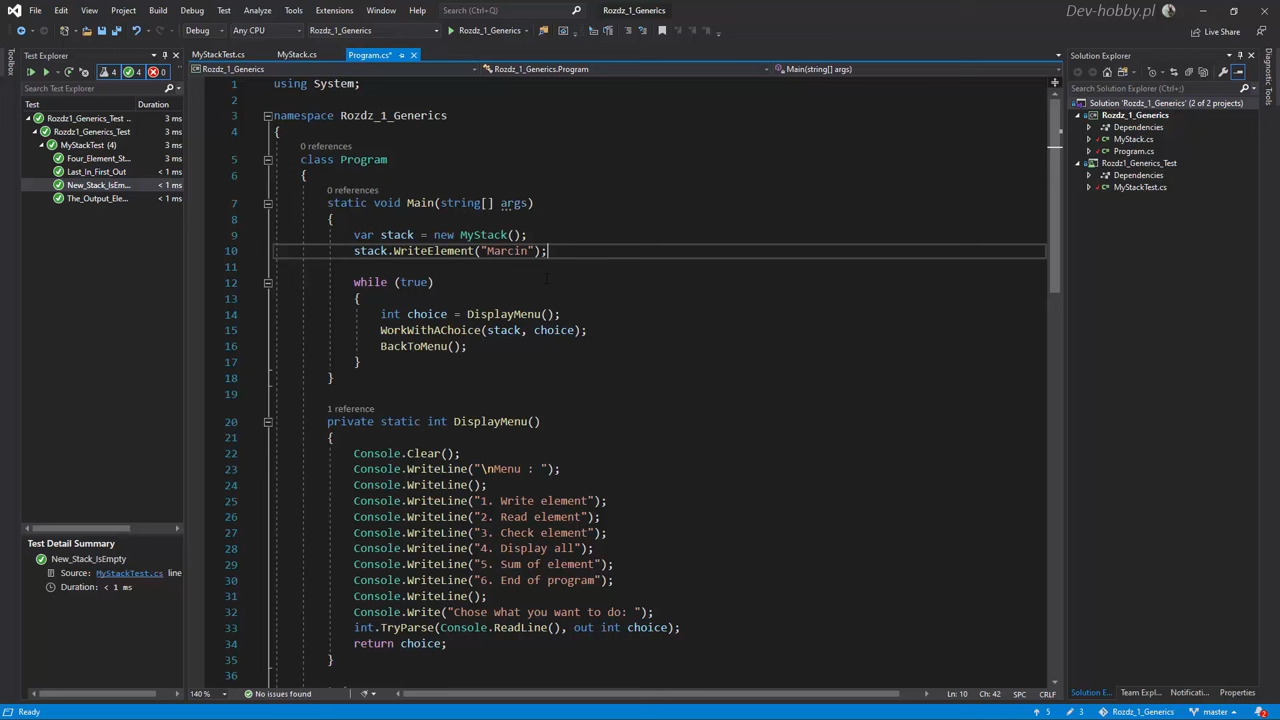 File Edit View Git Project Build Debug Test Analyze Tools Extensions Window Help Search (Ctrl+Q) Rozdz_1_Generics Dev-hobby.pl
Debug Any CPU Rozdz_1_Generics Rozdz_1_Generics Live Share
Toolbox
Test Explorer
4 4 0
Search Test Explorer
Test Duration
Rozdz1_Generics_Test 3 ms
Rozdz1_Generics_Test 3 ms
MyStackTest (4) 3 ms
Four_Element_St... 3 ms
Last_In_First_Out < 1 ms
New_Stack_IsEm... < 1 ms
The_Output_Ele... < 1 ms
Test Detail Summary
New_Stack_IsEmpty
Source: MyStackTest.cs line
Duration: < 1 ms
MyStackTest.cs MyStack.cs Program.cs*
Rozdz_1_Generics Rozdz_1_Generics.Program Main(string[] args)
1 using System;
2
3 namespace Rozdz_1_Generics
4 {
0 references
5 class Program
6 {
0 references
7 static void Main(string[] args)
8 {
9 var stack = new MyStack();
10 stack.WriteElement("Marcin");
11
12 while (true)
13 {
14 int choice = DisplayMenu();
15 WorkWithAChoice(stack, choice);
16 BackToMenu();
17 }
18 }
19
1 reference
20 private static int DisplayMenu()
21 {
22 Console.Clear();
23 Console.WriteLine("\nMenu : ");
24 Console.WriteLine();
25 Console.WriteLine("1. Write element");
26 Console.WriteLine("2. Read element");
27 Console.WriteLine("3. Check element");
28 Console.WriteLine("4. Display all");
29 Console.WriteLine("5. Sum of element");
30 Console.WriteLine("6. End of program");
31 Console.WriteLine();
32 Console.Write("Chose what you want to do: ");
33 int.TryParse(Console.ReadLine(), out int choice);
34 return choice;
35 }
36
140 % No issues found Ln: 10 Ch: 42 SPC CRLF
Solution Explorer
Search Solution Explorer (Ctrl+;)
Solution 'Rozdz_1_Generics' (2 of 2 projects)
Rozdz_1_Generics
Dependencies
MyStack.cs
Program.cs
Rozdz1_Generics_Test
Dependencies
MyStackTest.cs
Solution E... Team Expl... Notificati... Properties
Diagnostic Tools
Ready 5 3 Rozdz_1_Generics master 2